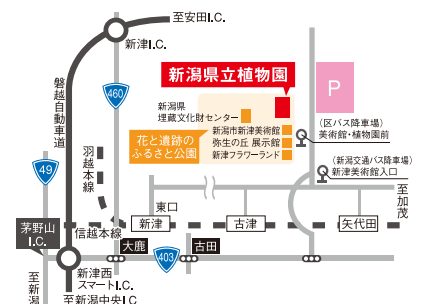 至安田I.C.
新津I.C.
460
新潟県立植物園
P
磐越自動車道
新潟県
埋蔵文化財センター
花と遺跡の
ふるさと公園
新潟市新津美術館
弥生の丘 展示館
新津フラワーランド
（区バス降車場）
美術館・植物園前
（新潟交通バス降車場）
新津美術館入口
羽越本線
49
至加茂
東口
茅野山
I.C.
信越本線
新津
古津
矢代田
大鹿
古田
403
新津西
スマートI.C.
至新潟
至新潟中央I.C